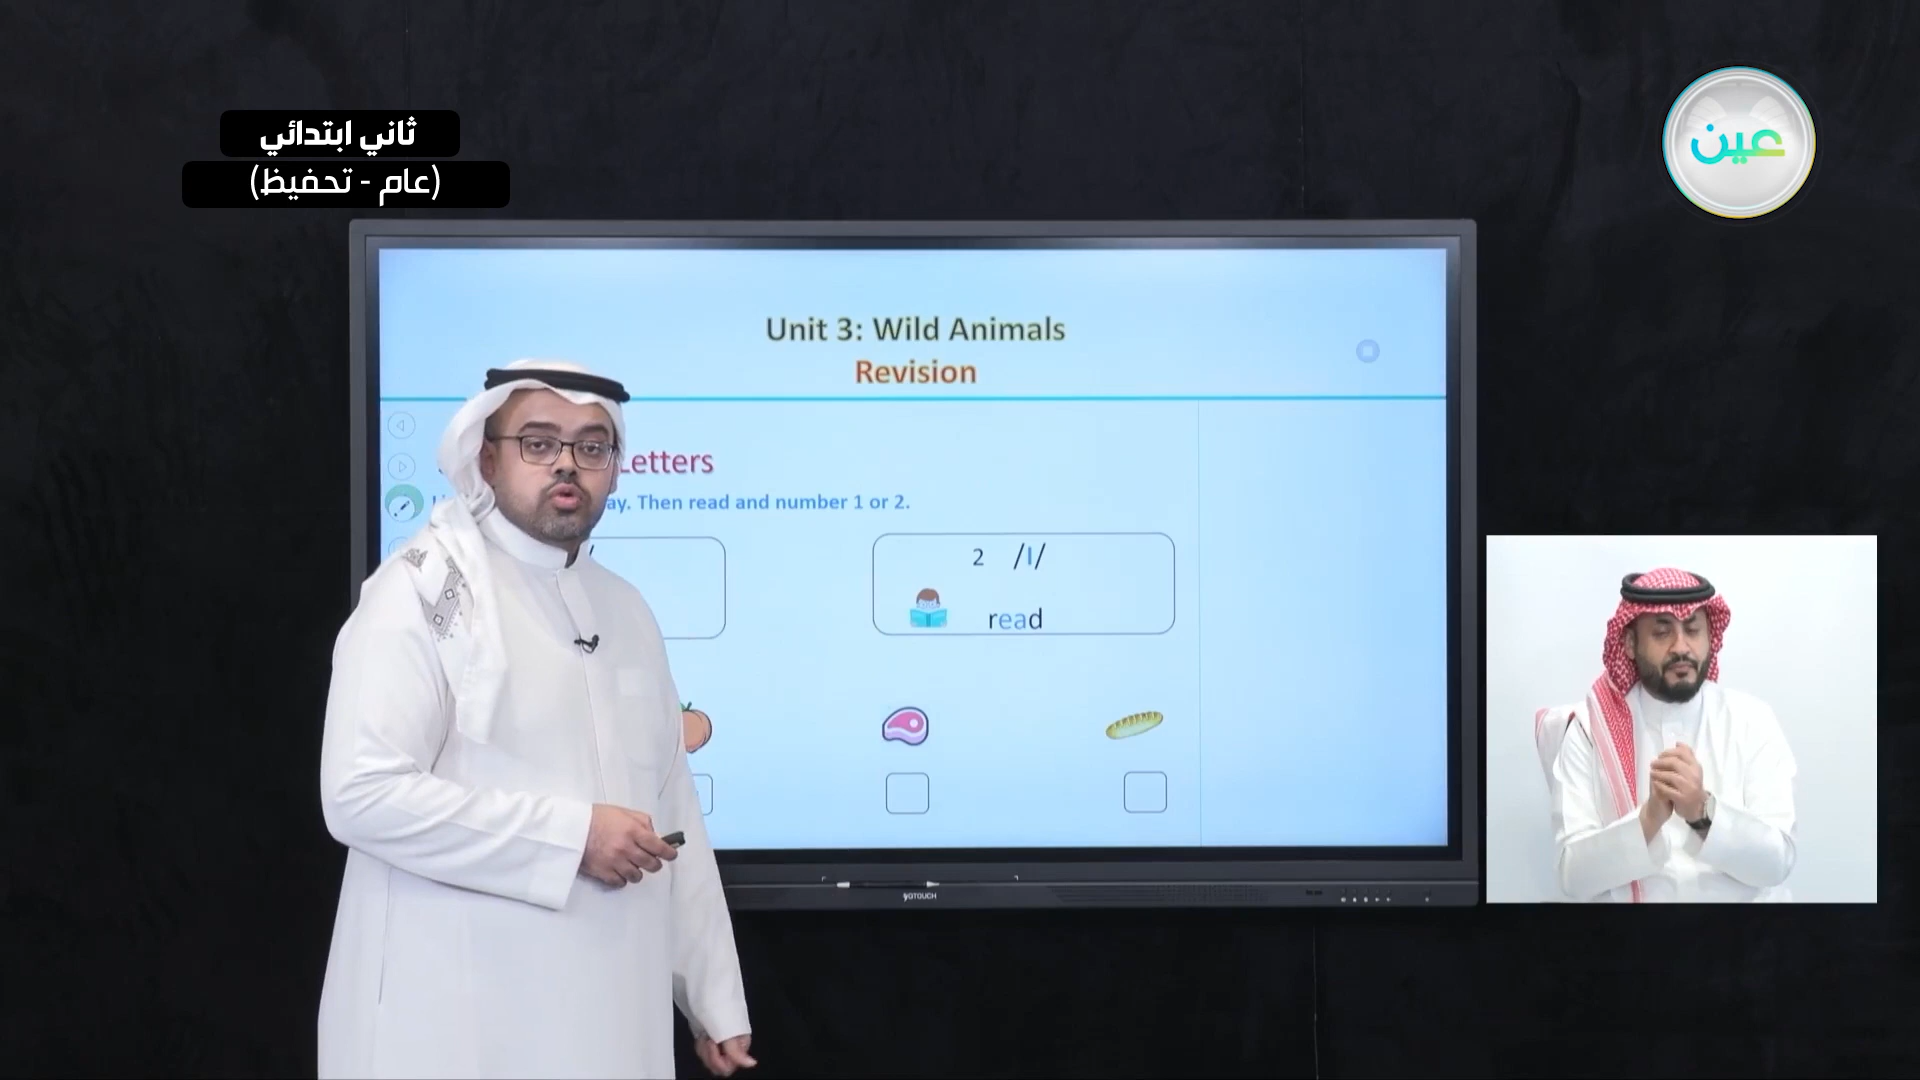 ثاني ابتدائي
(عام - تحفيظ)
عين
Unit 3: Wild Animals
Revision
Letters
Then read and number 1 or 2.
2 /I/
read
YOTOUCH